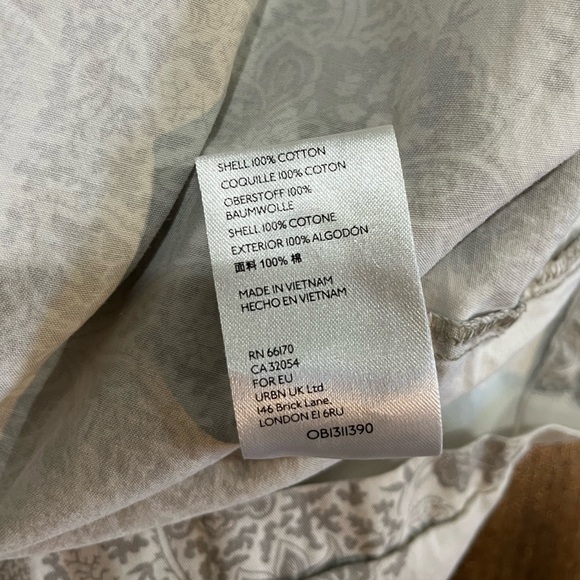 SHELL 100% COTTON
COQUILLE 100% COTON
OBERSTOFF 100%
BAUMWOLLE
SHELL 100% COTONE
EXTERIOR 100% ALGODÓN
面料 100% 棉
MADE IN VIETNAM
HECHO EN VIETNAM
RN 66170
CA 32054
FOR EU
URBN UK Ltd
146 Brick Lane,
LONDON E1 6RU
OB1311390